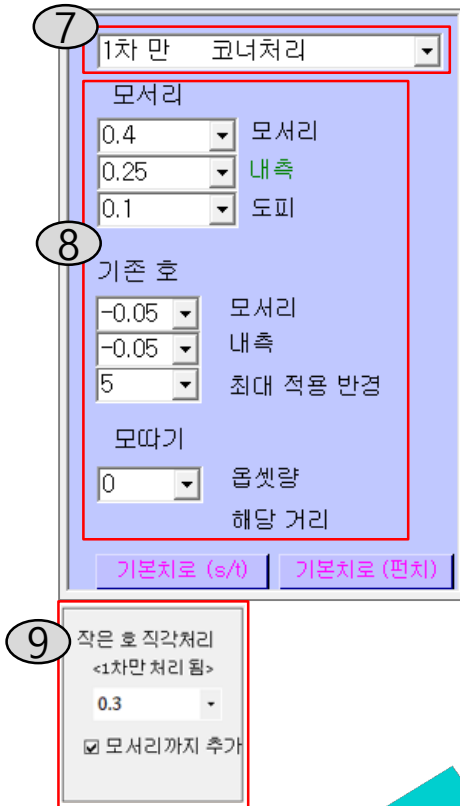 7
1차 만 코너처리
8
모서리
0.4 모서리
0.25 내측
0.1 도피
기존 호
-0.05 모서리
-0.05 내측
5 최대 적용 반경
모따기
0 옵셋량
해당 거리
기본치로 (s/t) 기본치로 (펀치)
9
작은 호 직각처리
<1차만 처리 됨>
0.3
모서리까지 추가